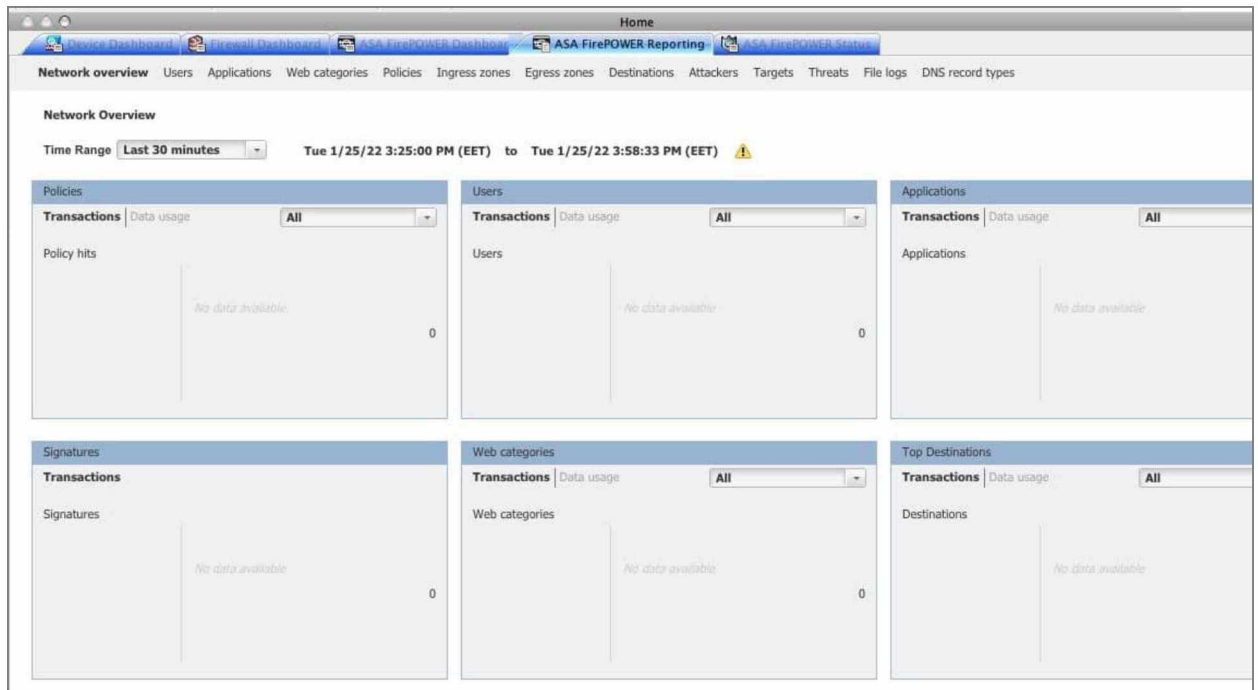 Home
Device Dashboard Firewall Dashboard ASA FirePOWER Dashboar ASA FirePOWER Reporting ASA FirePOWER Status
Network overview Users Applications Web categories Policies Ingress zones Egress zones Destinations Attackers Targets Threats File logs DNS record types
Network Overview
Time Range Last 30 minutes Tue 1/25/22 3:25:00 PM (EET) to Tue 1/25/22 3:58:33 PM (EET)
Policies
Transactions Data usage All
Policy hits
No data available
0
Users
Transactions Data usage All
Users
No data available
0
Applications
Transactions Data usage All
Applications
No data available
Signatures
Transactions
Signatures
No data available
0
Web categories
Transactions Data usage All
Web categories
No data available
0
Top Destinations
Transactions Data usage All
Destinations
No data available